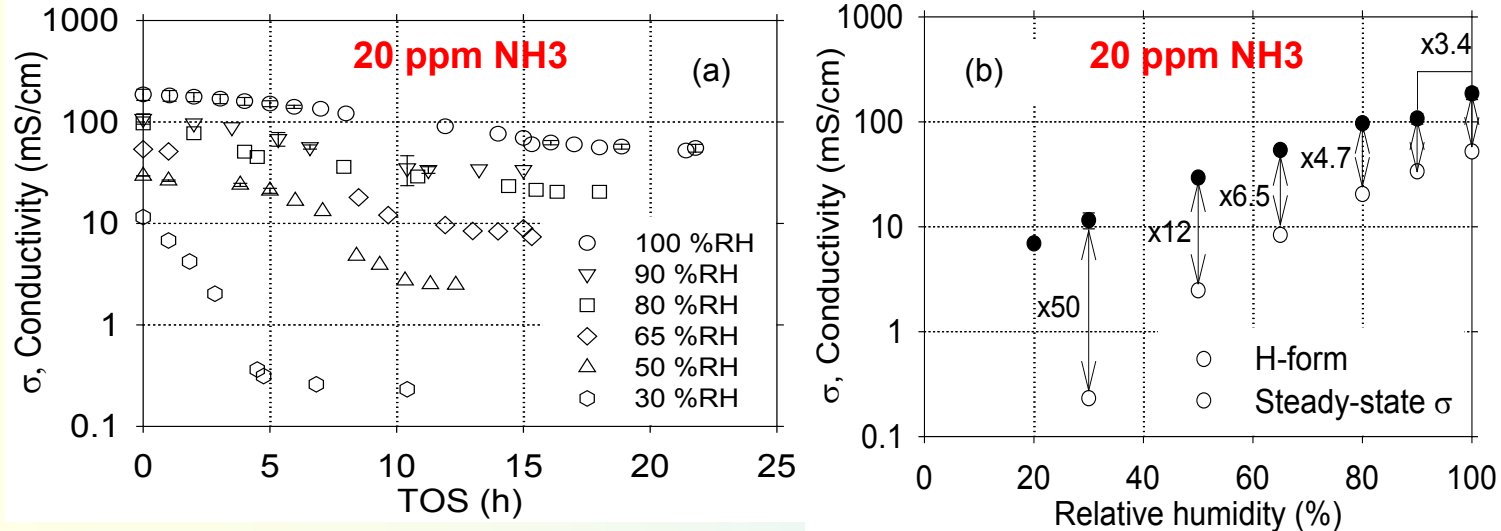 1000
100
10
1
0.1
σ, Conductivity (mS/cm)
20 ppm NH3
(a)
100 %RH
90 %RH
80 %RH
65 %RH
50 %RH
30 %RH
0 5 10 15 20 25
TOS (h)
1000
100
10
1
0.1
σ, Conductivity (mS/cm)
(b)
20 ppm NH3
x3.4
x4.7
x6.5
x12
x50
H-form
Steady-state σ
0 20 40 60 80 100
Relative humidity (%)